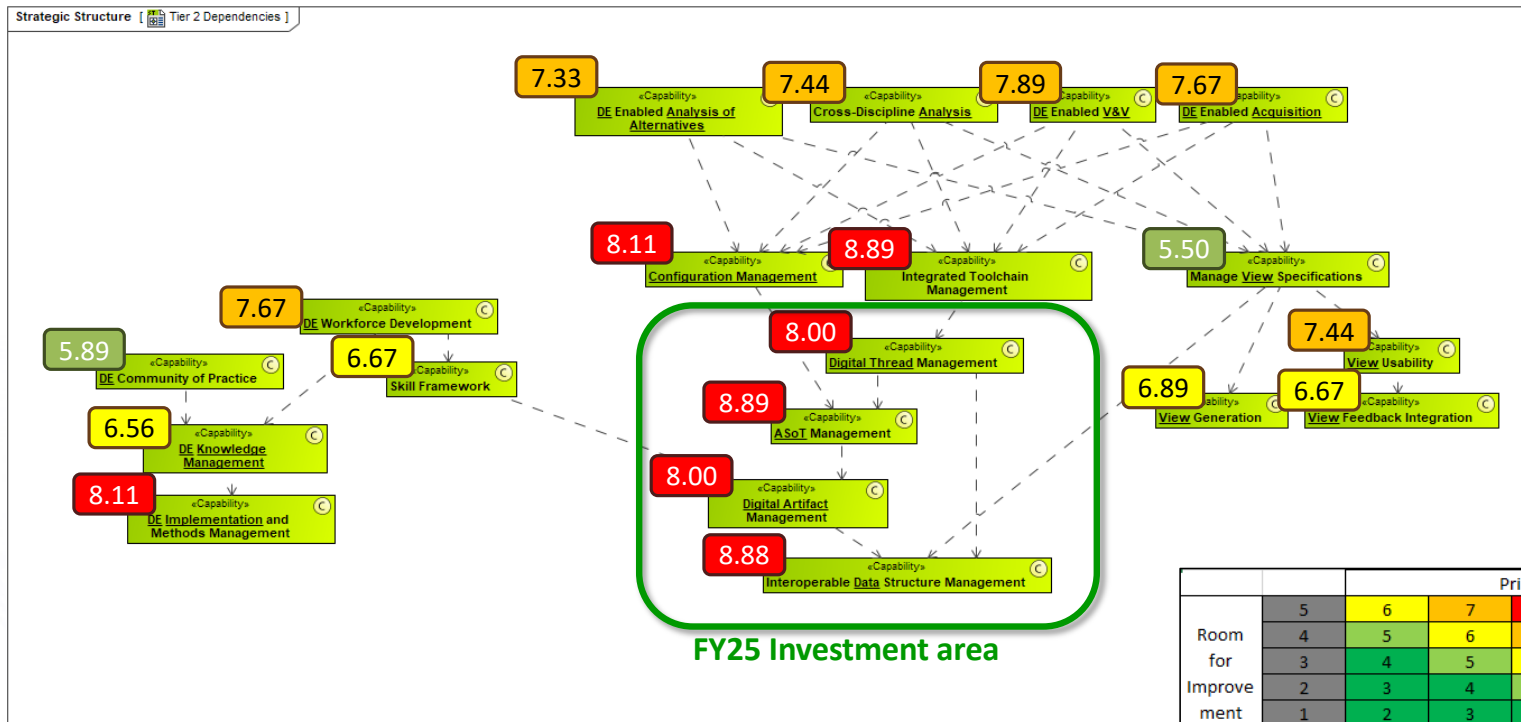 Strategic Structure [ Tier 2 Dependencies ]
7.33
«Capability»
C
DE Enabled Analysis of
Alternatives
7.44
«Capability»
C
Cross-Discipline Analysis
7.89
«Capability»
C
DE Enabled V&V
7.67
«Capability»
C
DE Enabled Acquisition
8.11
«Capability»
C
Configuration Management
8.89
«Capability»
C
Integrated Toolchain
Management
5.50
«Capability»
C
Manage View Specifications
7.67
«Capability»
C
DE Workforce Development
5.89
«Capability»
C
DE Community of Practice
6.67
«Capability»
C
Skill Framework
8.00
«Capability»
C
Digital Thread Management
7.44
«Capability»
C
View Usability
6.56
«Capability»
C
DE Knowledge
Management
8.89
«Capability»
C
ASoT Management
6.89
«Capability»
C
View Generation
6.67
«Capability»
C
View Feedback Integration
8.11
«Capability»
C
DE Implementation and
Methods Management
8.00
«Capability»
C
Digital Artifact
Management
8.88
«Capability»
C
Interoperable Data Structure Management
FY25 Investment area
Pri
5 6 7
Room 4 5 6
for 3 4 5
Improve 2 3 4
ment 1 2 3